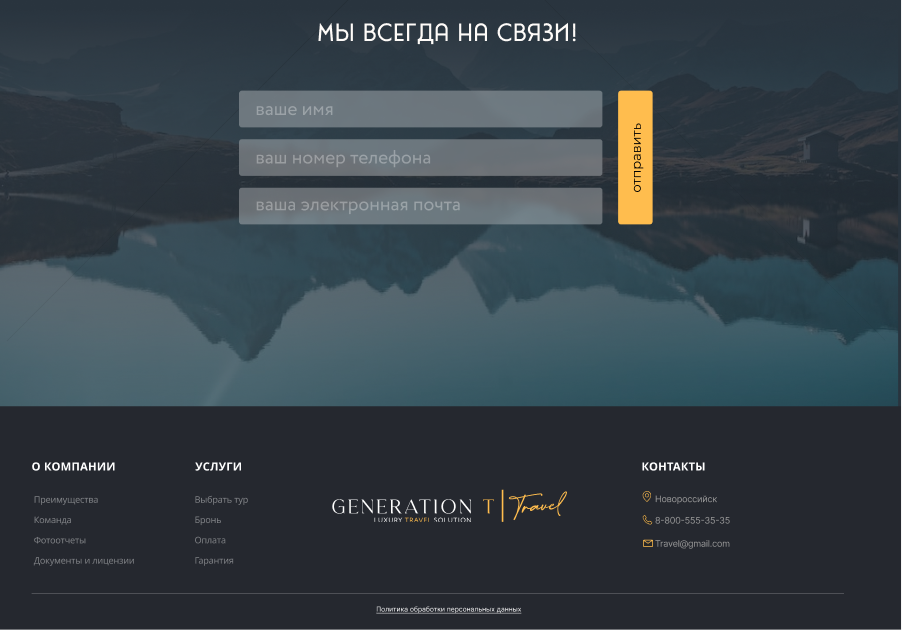 МЫ ВСЕГДА НА СВЯЗИ!
ваше имя
ваш номер телефона
ваша электронная почта
отправить
О КОМПАНИИ
Преимущества
Команда
Фотоотчеты
Документы и лицензии
УСЛУГИ
Выбрать тур
Бронь
Оплата
Гарантия
GENERATION T | Travel
LUXURY TRAVEL SOLUTION
КОНТАКТЫ
Новороссийск
8-800-555-35-35
Travel@gmail.com
Политика обработки персональных данных